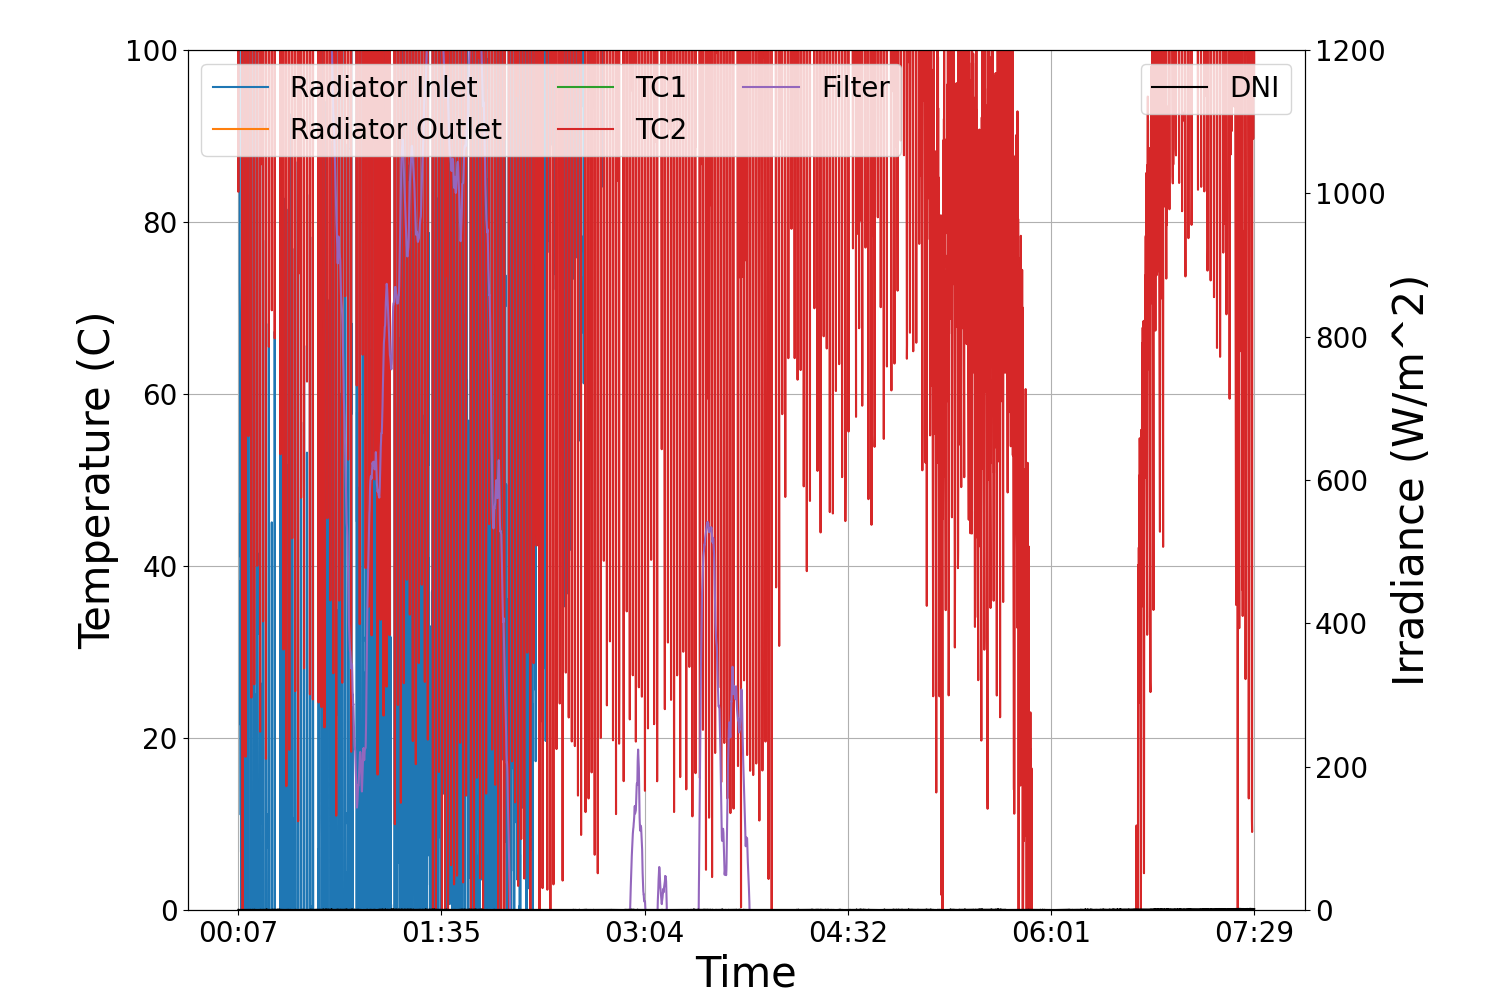 Radiator Inlet
Radiator Outlet
TC1
TC2
Filter
DNI
Temperature (C)
100
80
60
40
20
0
Irradiance (W/m^2)
1200
1000
800
600
400
200
0
00:07 01:35 03:04 04:32 06:01 07:29
Time